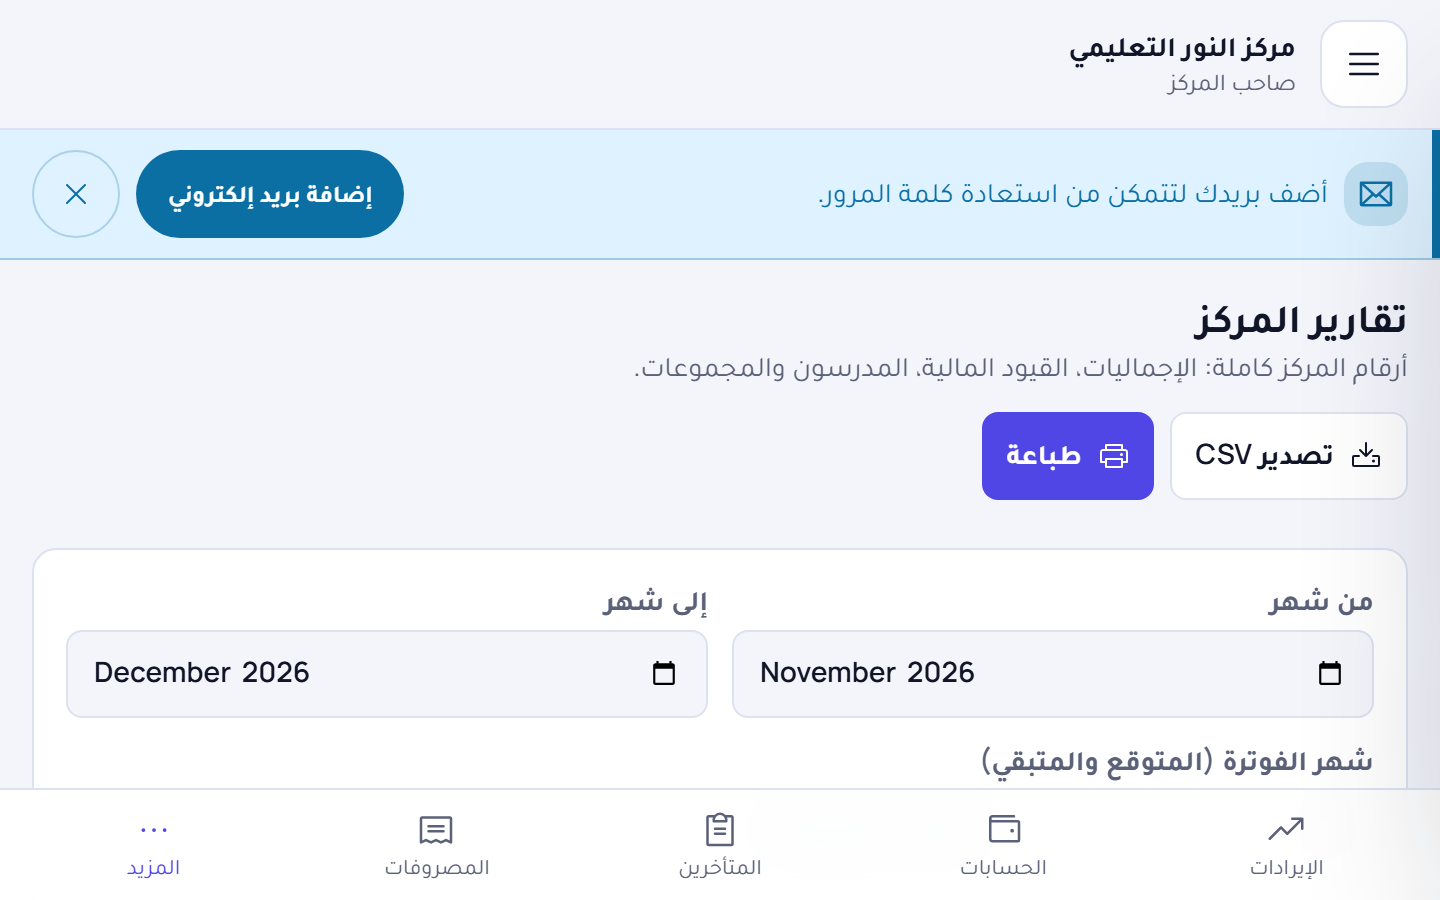 مركز النور التعليمي
صاحب المركز
أضف بريدك لتتمكن من استعادة كلمة المرور.
إضافة بريد إلكتروني
تقارير المركز
أرقام المركز كاملة: الإجماليات، القيود المالية، المدرسون والمجموعات.
تصدير CSV
طباعة
من شهر
إلى شهر
November 2026
December 2026
شهر الفوترة (المتوقع والمتبقي)
الإيرادات
الحسابات
المتأخرين
المصروفات
المزيد